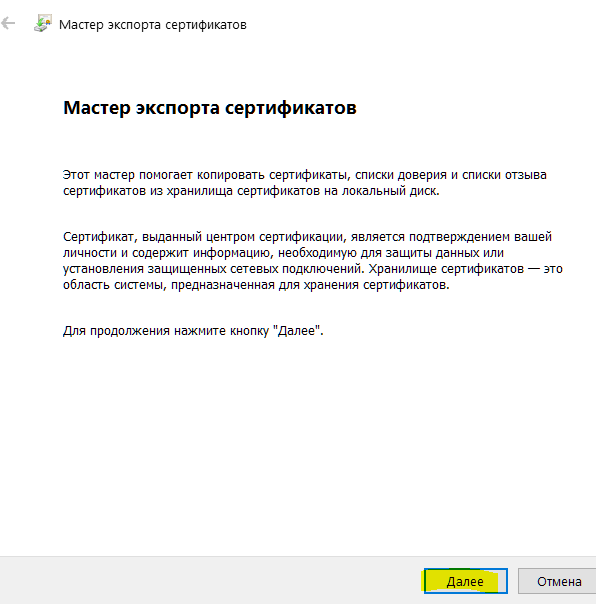 Мастер экспорта сертификатов
Мастер экспорта сертификатов
Этот мастер помогает копировать сертификаты, списки доверия и списки отзыва
сертификатов из хранилища сертификатов на локальный диск.
Сертификат, выданный центром сертификации, является подтверждением вашей
личности и содержит информацию, необходимую для защиты данных или
установления защищенных сетевых подключений. Хранилище сертификатов — это
область системы, предназначенная для хранения сертификатов.
Для продолжения нажмите кнопку "Далее".
Далее
Отмена